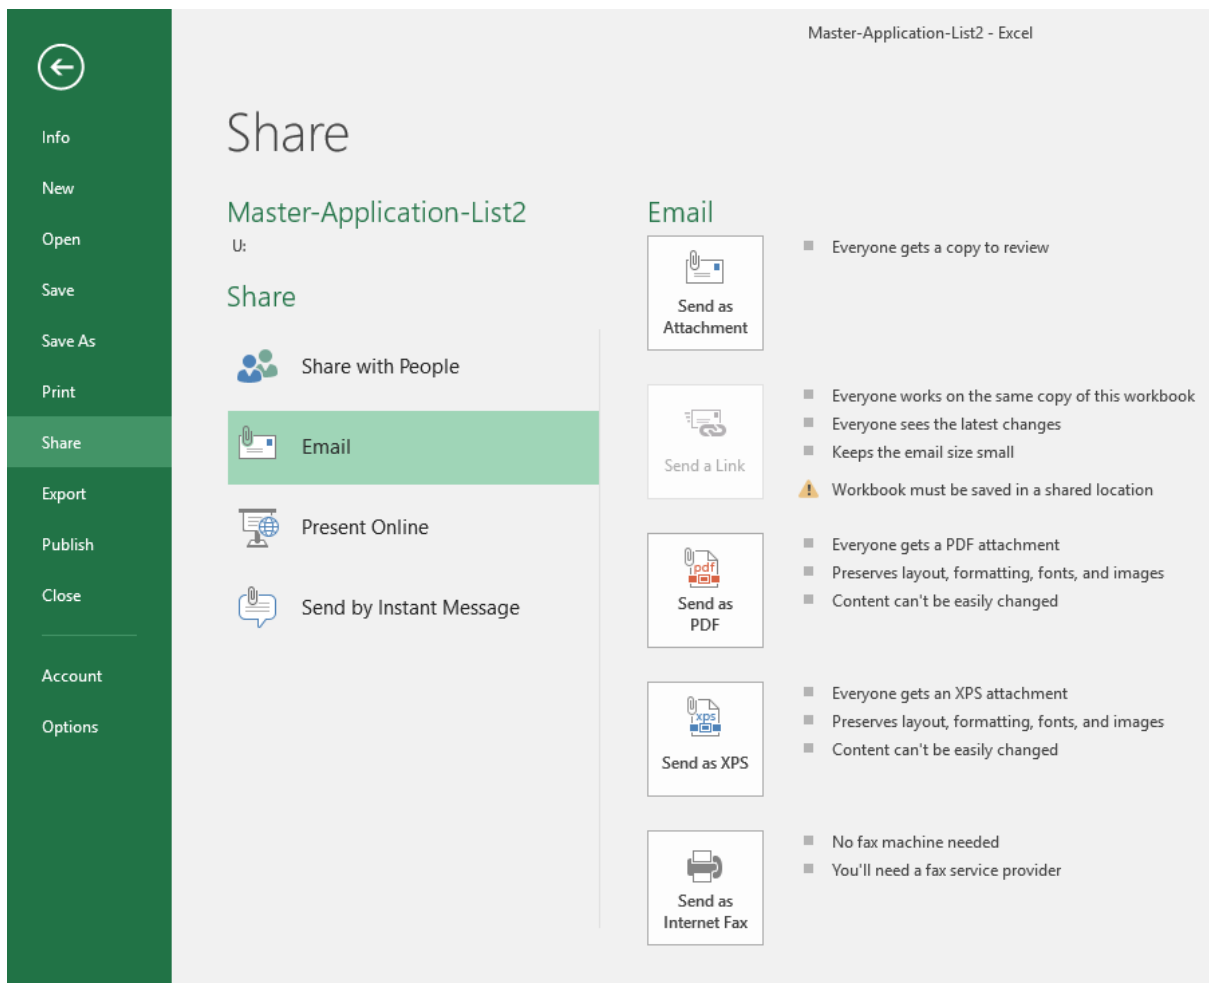 Master-Application-List2 - Excel
Info
New
Open
Save
Save As
Print
Share
Export
Publish
Close
Account
Options
Share
Master-Application-List2
U:
Share
Share with People
Email
Present Online
Send by Instant Message
Email
Send as
Attachment
Everyone gets a copy to review
Send a Link
Everyone works on the same copy of this workbook
Everyone sees the latest changes
Keeps the email size small
Workbook must be saved in a shared location
pdf
Send as
PDF
Everyone gets a PDF attachment
Preserves layout, formatting, fonts, and images
Content can't be easily changed
xps
Send as XPS
Everyone gets an XPS attachment
Preserves layout, formatting, fonts, and images
Content can't be easily changed
Send as
Internet Fax
No fax machine needed
You'll need a fax service provider